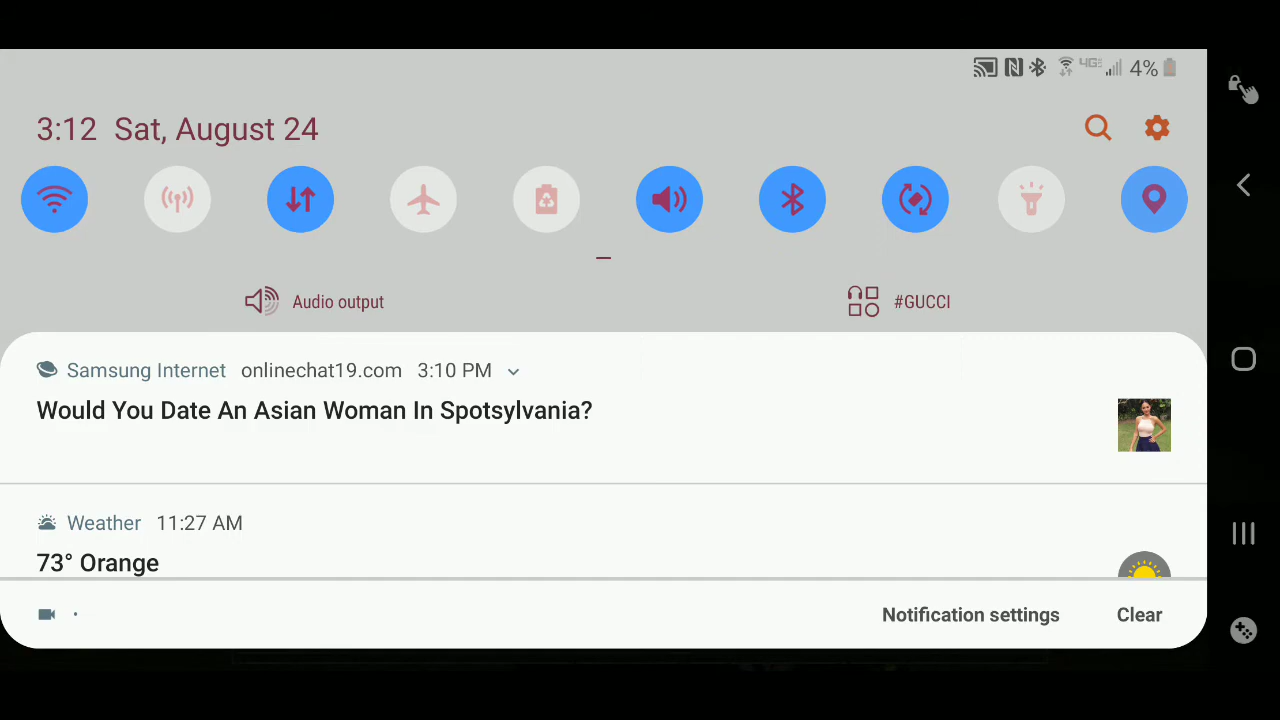 4G 4%
3:12 Sat, August 24
Audio output #GUCCI
Samsung Internet onlinechat19.com 3:10 PM
Would You Date An Asian Woman In Spotsylvania?
Weather 11:27 AM
73° Orange
Notification settings Clear